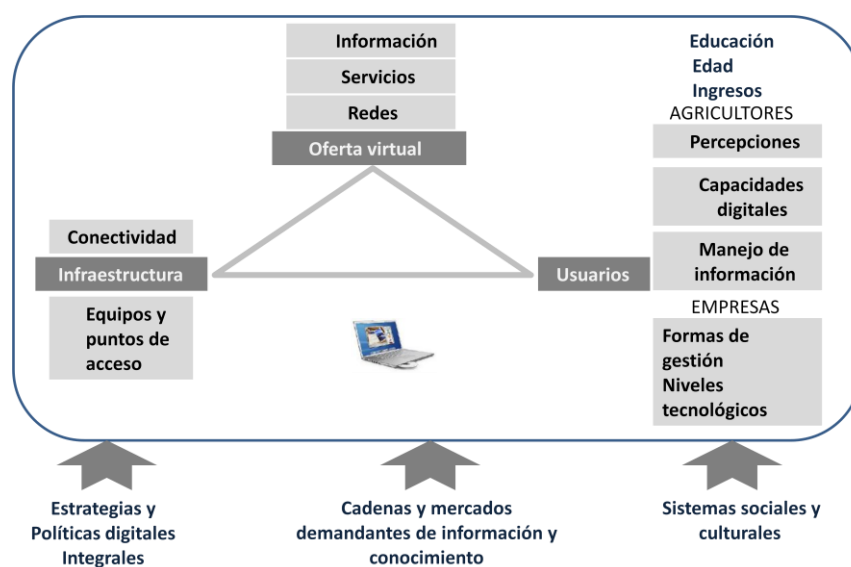 Información
Servicios
Redes
Oferta virtual
Conectividad
Infraestructura
Equipos y
puntos de
acceso
Usuarios
Educación
Edad
Ingresos
AGRICULTORES
Percepciones
Capacidades
digitales
Manejo de
información
EMPRESAS
Formas de
gestión
Niveles
tecnológicos
Estrategias y
Políticas digitales
Integrales
Cadenas y mercados
demandantes de información y
conocimiento
Sistemas sociales y
culturales